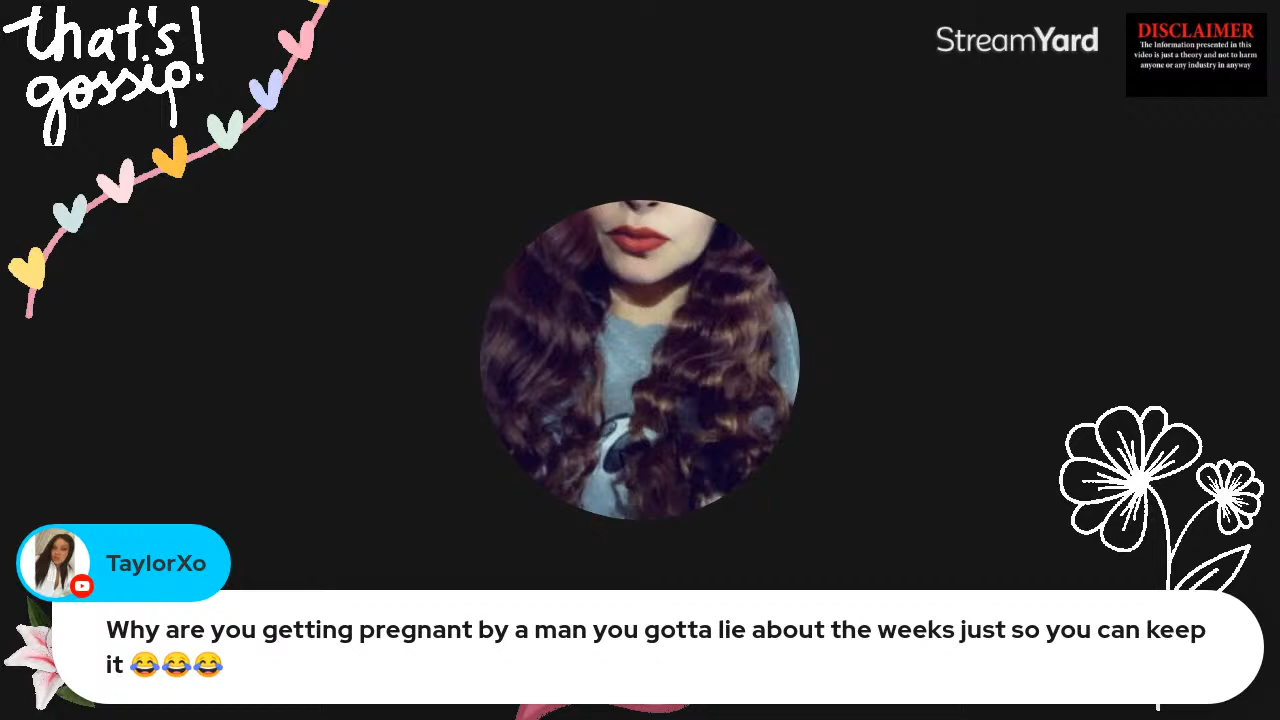 that's
gossip!
StreamYard
DISCLAIMER
The Information presented in this
video is just a theory and not to harm
anyone or any industry in anyway
TaylorXo
Why are you getting pregnant by a man you gotta lie about the weeks just so you can keep
it 😂😂😂